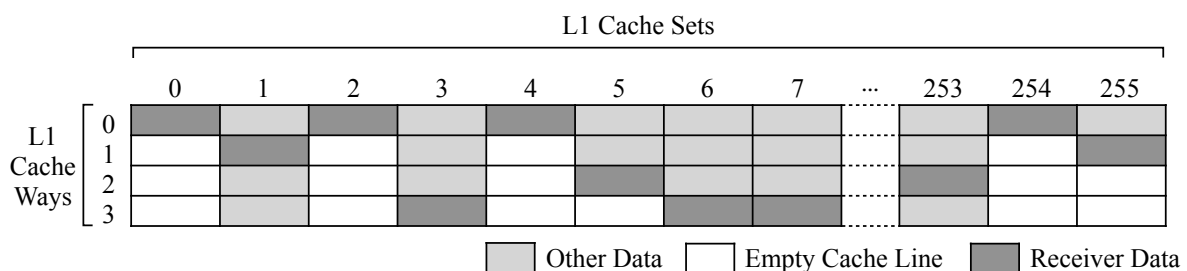 L1 Cache Sets
0 1 2 3 4 5 6 7 ... 253 254 255
L1 Cache Ways
0
1
2
3
Other Data Empty Cache Line Receiver Data